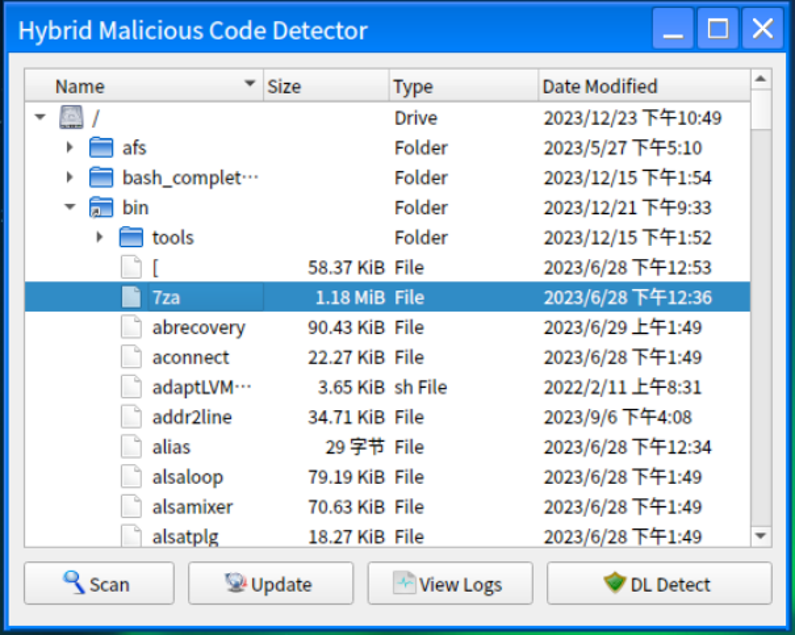 Hybrid Malicious Code Detector
Name Size Type Date Modified
/ Drive 2023/12/23 下午10:49
afs Folder 2023/5/27 下午5:10
bash_complet··· Folder 2023/12/15 下午1:54
bin Folder 2023/12/21 下午9:33
tools Folder 2023/12/15 下午1:52
[ 58.37 KiB File 2023/6/28 下午12:53
7za 1.18 MiB File 2023/6/28 下午12:36
abrecovery 90.43 KiB File 2023/6/29 上午1:49
aconnect 22.27 KiB File 2023/6/28 下午1:49
adaptLVM··· 3.65 KiB sh File 2022/2/11 上午8:31
addr2line 34.71 KiB File 2023/9/6 下午4:08
alias 29 字节 File 2023/6/28 下午12:34
alsaloop 79.19 KiB File 2023/6/28 下午1:49
alsamixer 70.63 KiB File 2023/6/28 下午1:49
alsatplg 18.27 KiB File 2023/6/28 下午1:49
Scan Update View Logs DL Detect